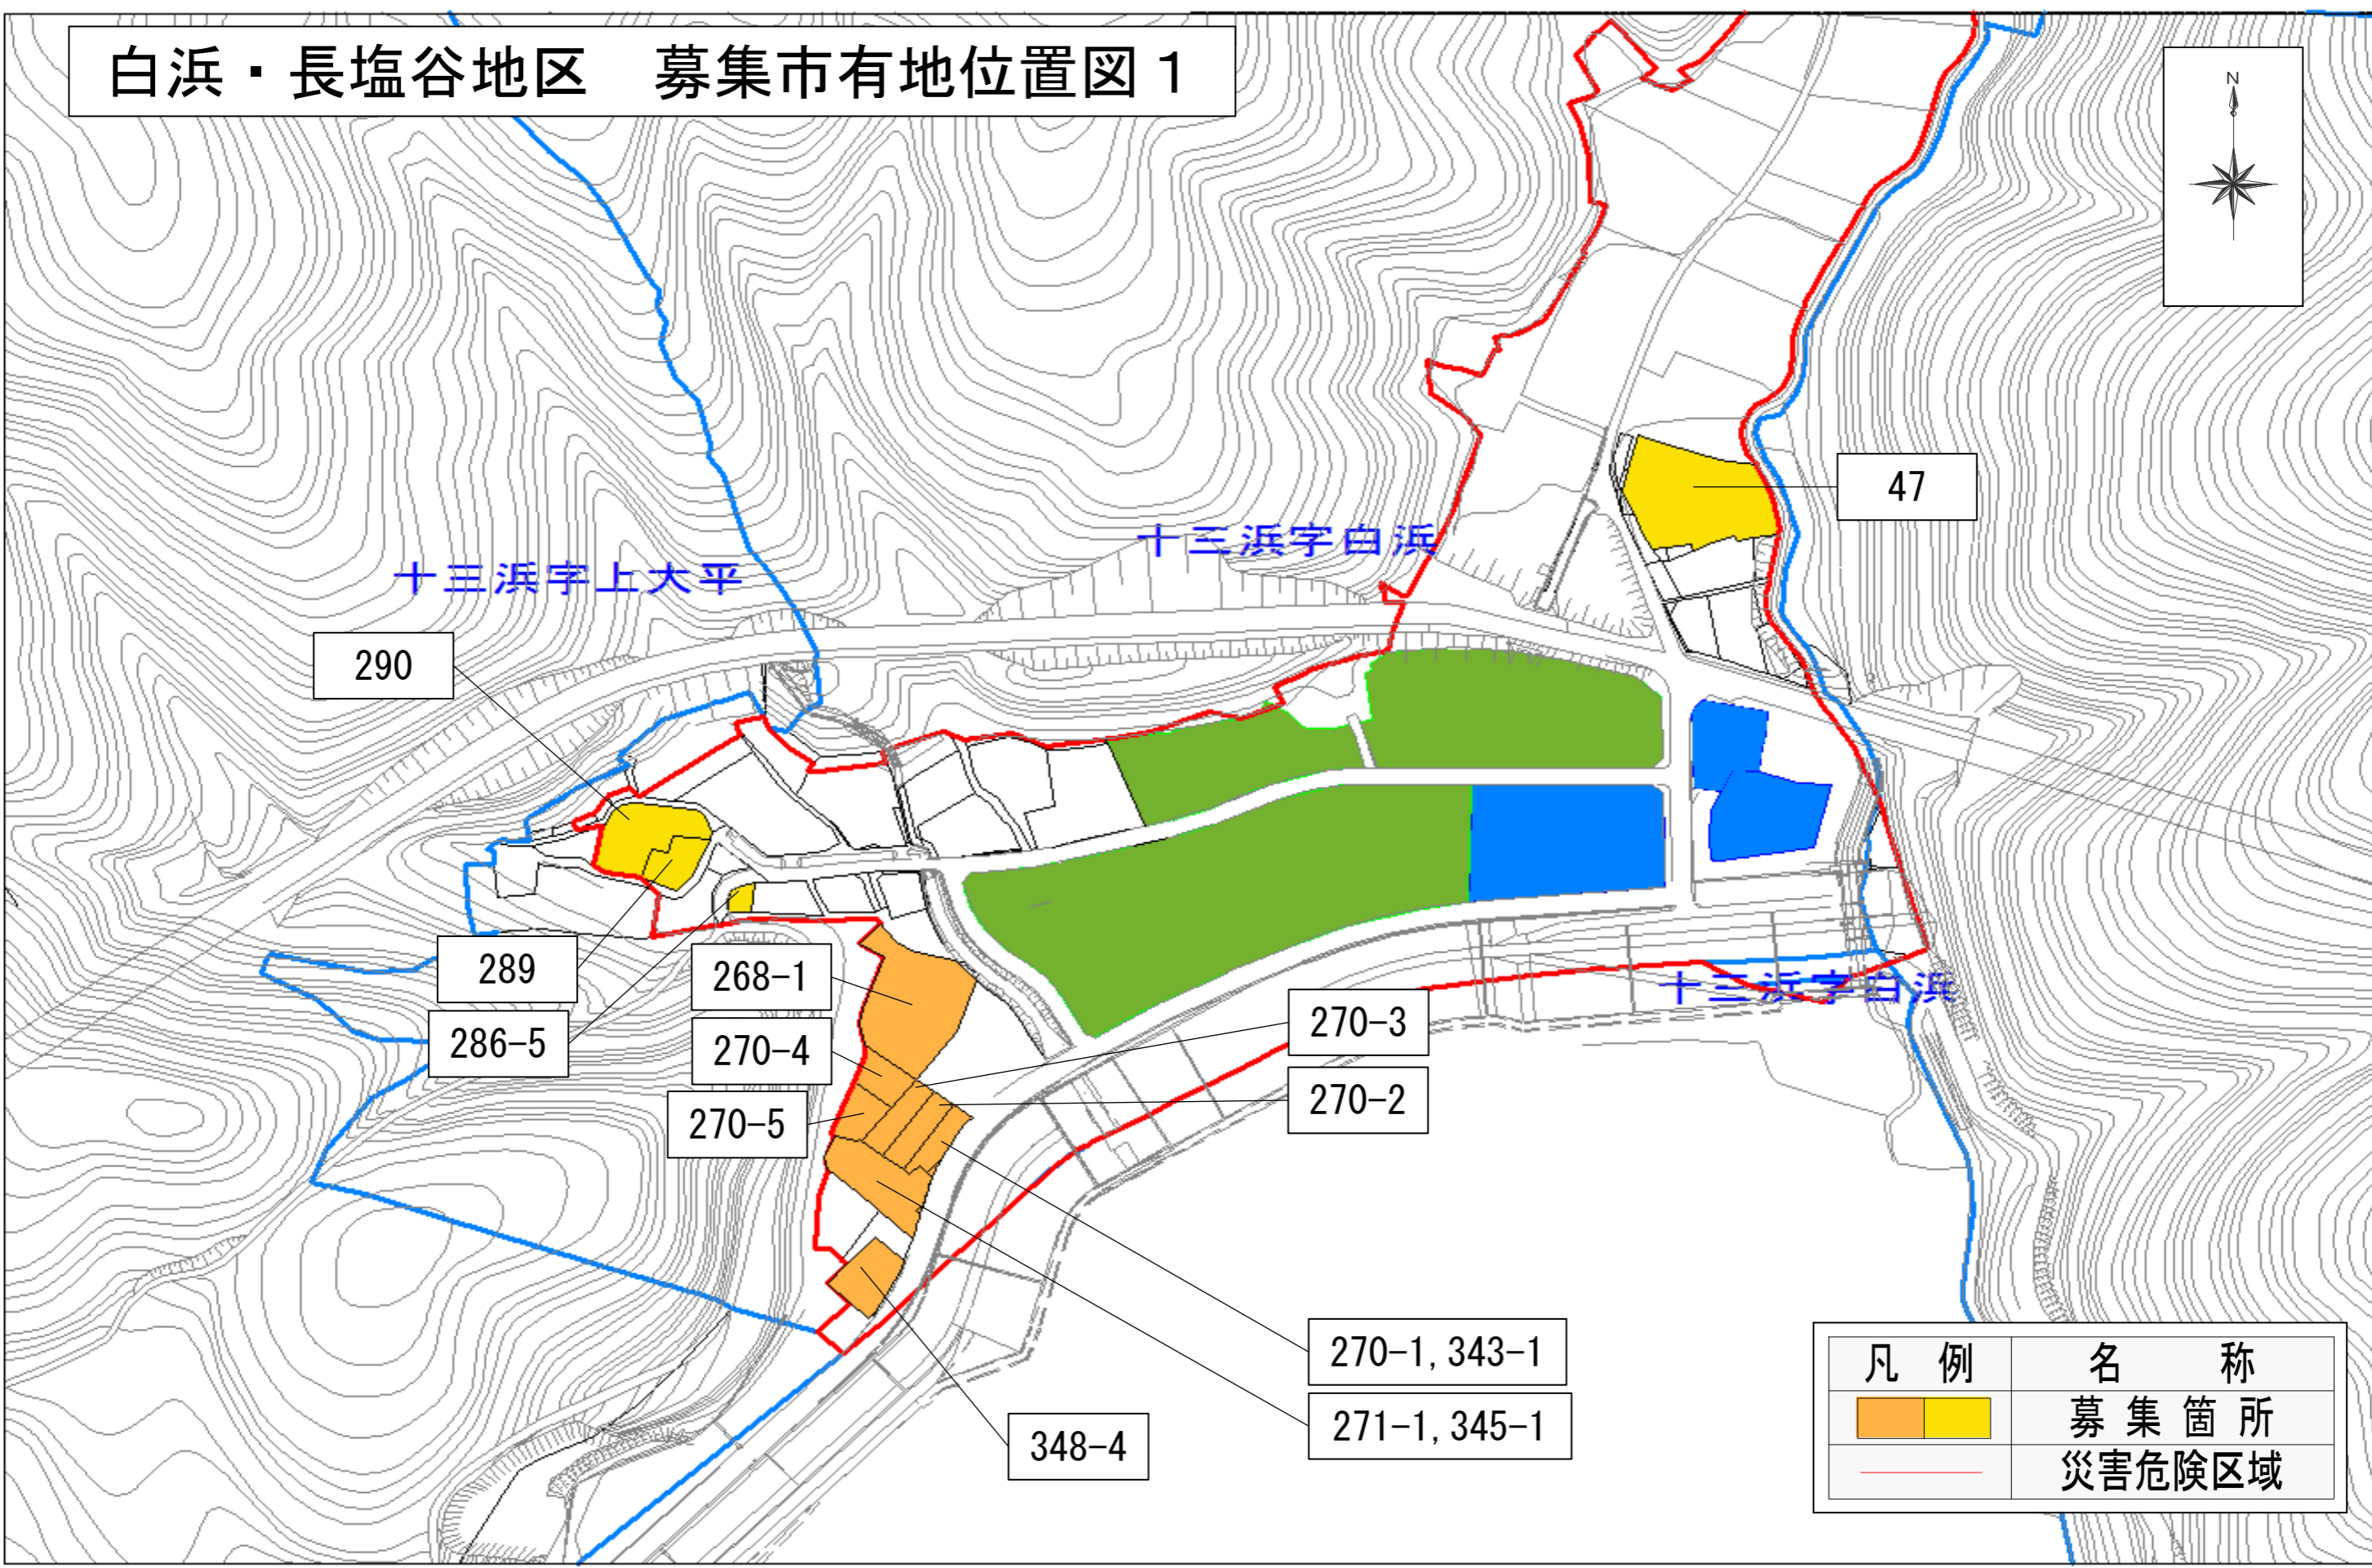 白浜・長塩谷地区　募集市有地位置図１
N
47
十三浜字白浜
十三浜字上大平
290
289
268-1
286-5
270-4
270-3
270-5
270-2
十三浜字白浜
270-1, 343-1
271-1, 345-1
348-4
凡　例　名　称
募集箇所
災害危険区域